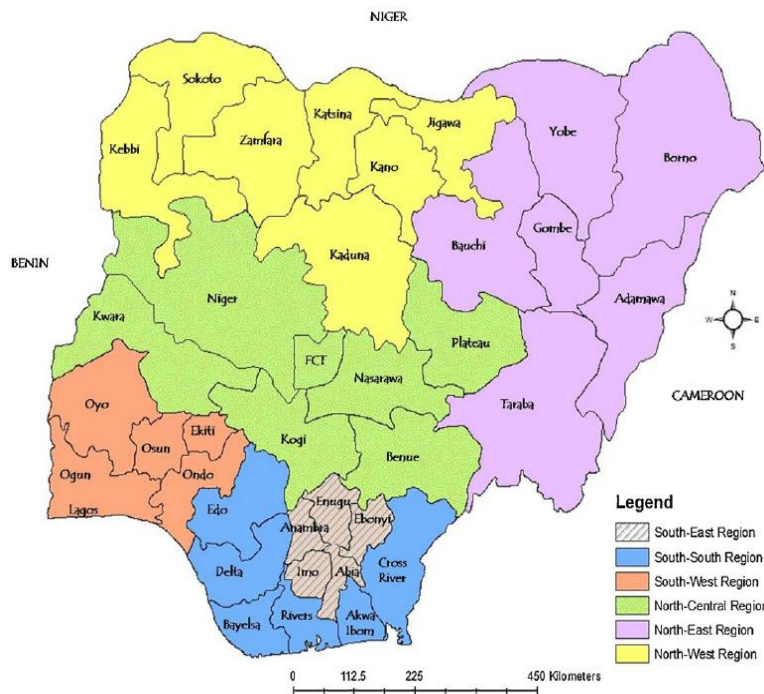 NIGER
Sokoto
Katsina
Jigawa
Yobe
Borno
Kebbi
Zamfara
Kano
Gombe
Bauchi
BENIN
Kaduna
Niger
Adamawa
N
W E
S
Kwara
Plateau
FCT
Nasarawa
CAMEROON
Taraba
Oyo
Ekiti
Kogi
Osun
Benue
Ogun
Ondo
Lagos
Edo
Enugu
Anambra
Ebonyi
Delta
Imo
Abia
Cross
River
Bayelsa
Rivers
Akwa
Ibom
Legend
South-East Region
South-South Region
South-West Region
North-Central Region
North-East Region
North-West Region
0 112.5 225 450 Kilometers